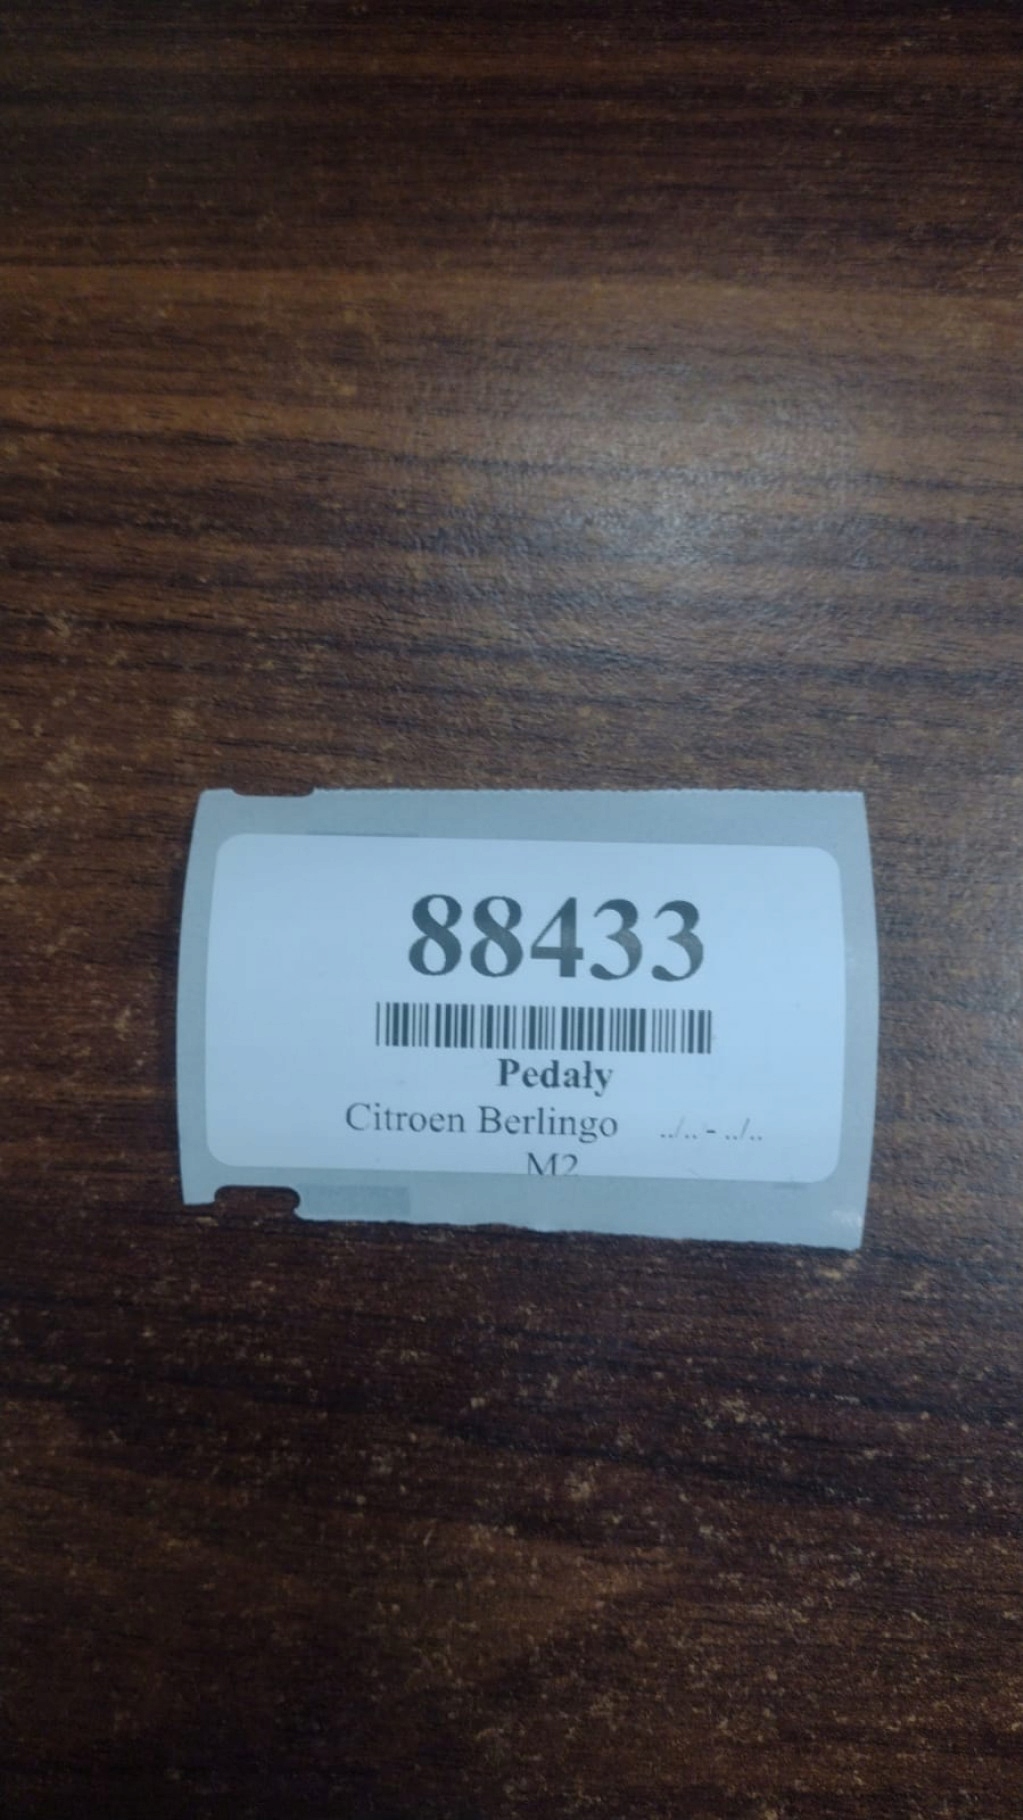 88433
Pedały
Citroen Berlingo ../.. - ../..
M2